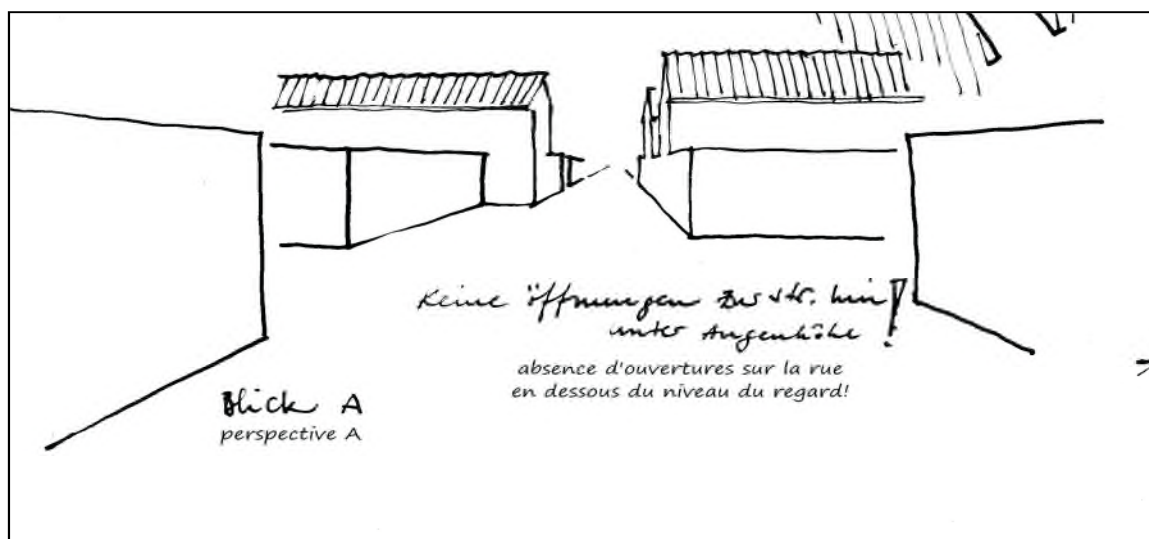 Keine Öffnungen zur Str. hin
unter Augenhöhe!
absence d'ouvertures sur la rue
en dessous du niveau du regard!
Blick A
perspective A